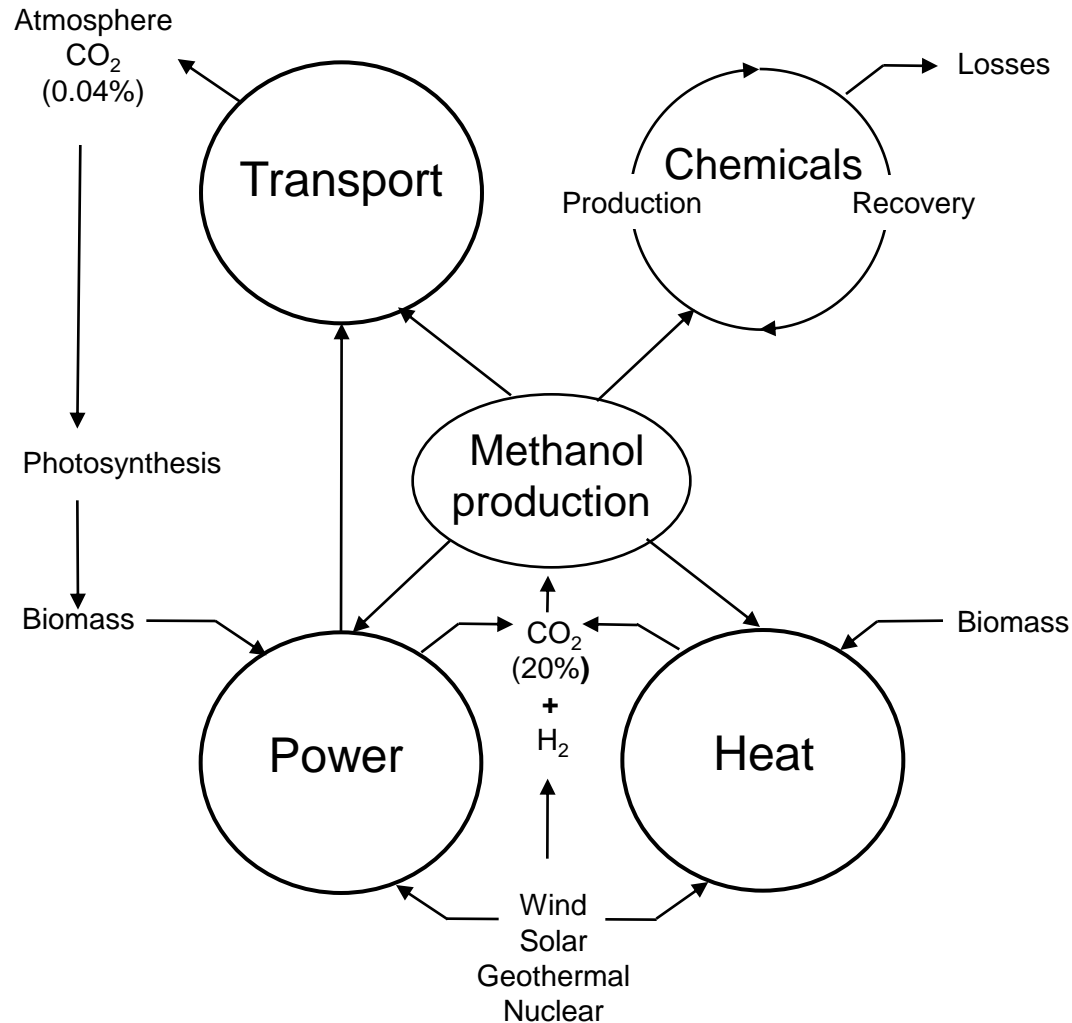 Atmosphere
CO₂
(0.04%)
Losses
Transport
Chemicals
Production
Recovery
Methanol
production
Photosynthesis
Biomass
CO₂
(20%)
+
H₂
Biomass
Power
Heat
Wind
Solar
Geothermal
Nuclear